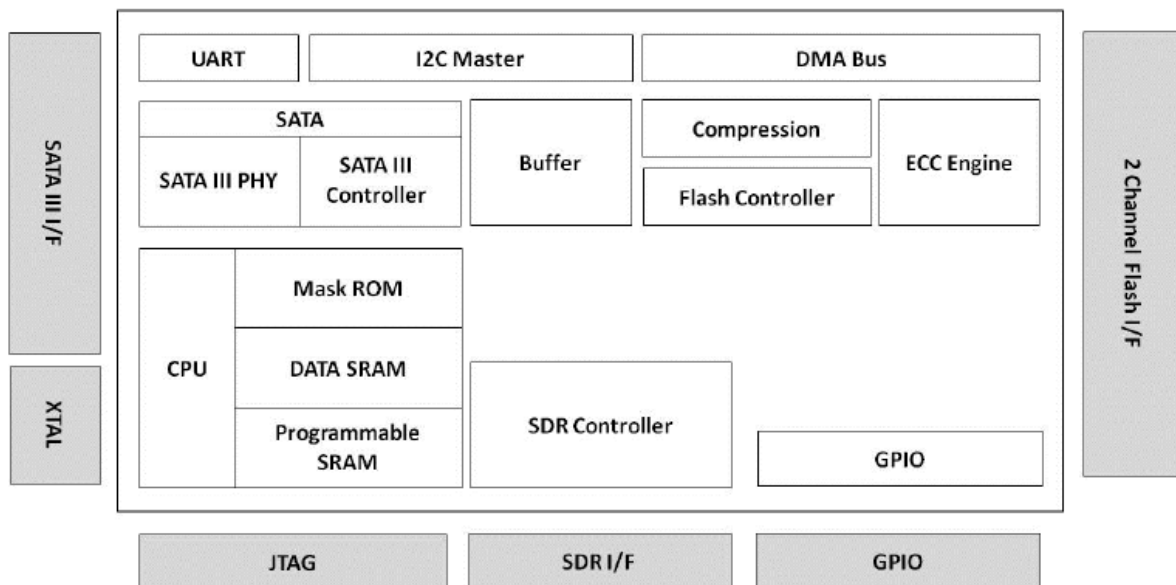 UART
I2C Master
DMA Bus
SATA III I/F
SATA
SATA III PHY
SATA III
Controller
Buffer
Compression
Flash Controller
ECC Engine
2 Channel Flash I/F
CPU
Mask ROM
DATA SRAM
Programmable
SRAM
SDR Controller
GPIO
XTAL
JTAG
SDR I/F
GPIO